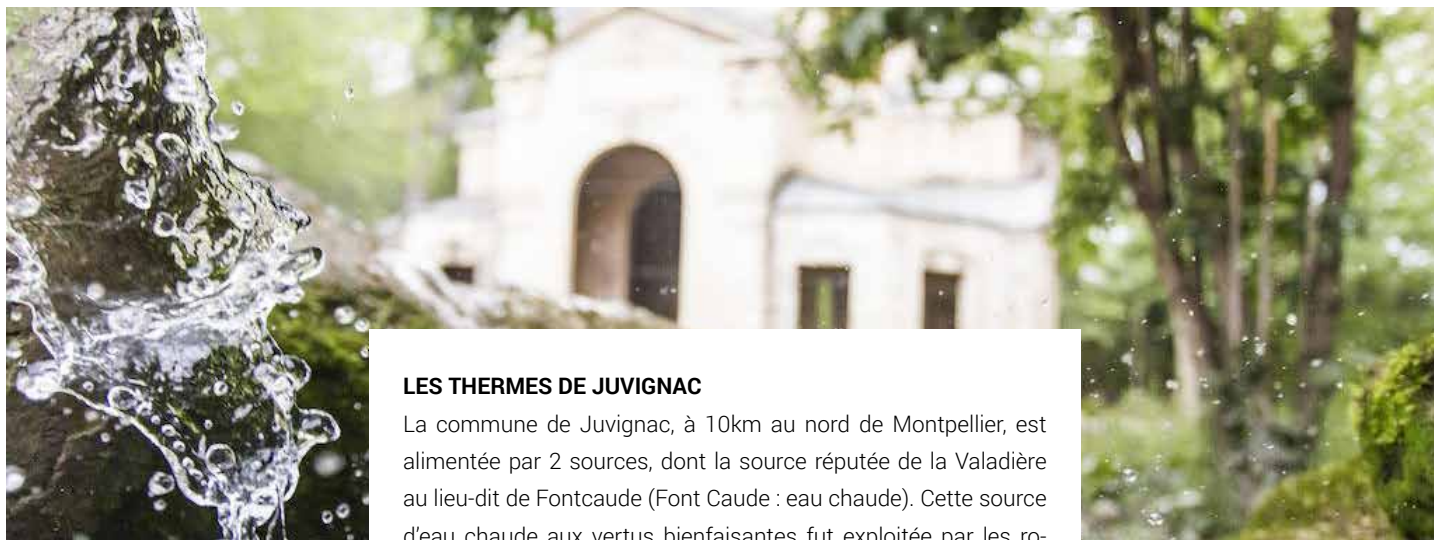 LES THERMES DE JUVIGNAC
La commune de Juvignac, à 10km au nord de Montpellier, est
alimentée par 2 sources, dont la source réputée de la Valadière
au lieu-dit de Fontcaude (Font Caude : eau chaude). Cette source
d'eau chaude aux vertus bienfaisantes fut exploitée par les ro-